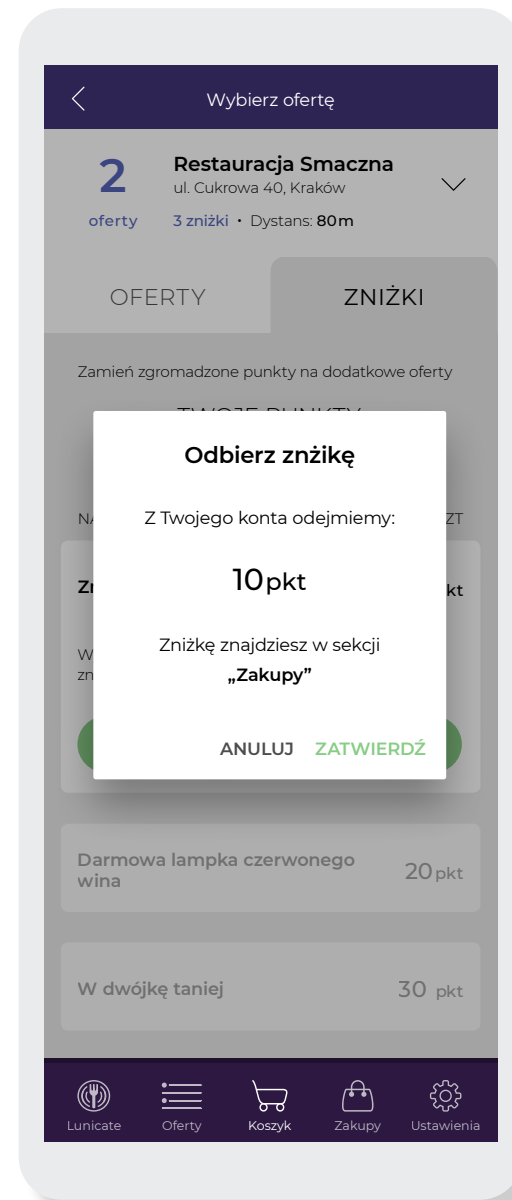 Wybierz ofertę
2
oferty
Restauracja Smaczna
ul. Cukrowa 40, Kraków
3 zniżki • Dystans: 80m
OFERTY
ZNIŻKI
Zamień zgromadzone punkty na dodatkowe oferty
TWOJE PUNKTY
Odbierz znżikę
Z Twojego konta odejmiemy:
10pkt
Zniżkę znajdziesz w sekcji
„Zakupy”
ANULUJ ZATWIERDŹ
Darmowa lampka czerwonego
wina
20pkt
W dwójkę taniej
30 pkt
Lunicate
Oferty
Koszyk
Zakupy
Ustawienia